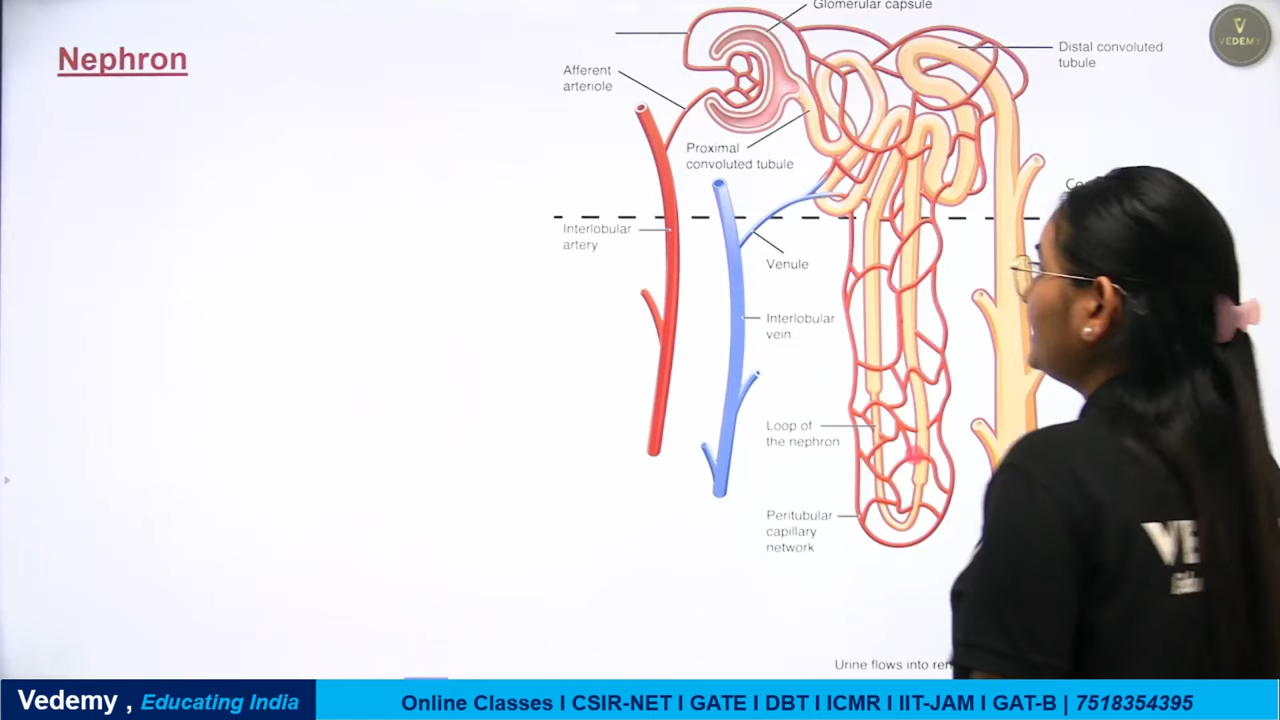 Glomerular capsule
Nephron
VEDEMY
Distal convoluted
tubule
Afferent
arteriole
Proximal
convoluted tubule
Interlobular
artery
Venule
Interlobular
vein
Loop of
the nephron
Peritubular
capillary
network
VE
Urine flows into
Vedemy , Educating India
Online Classes I CSIR-NET I GATE I DBT I ICMR I IIT-JAM I GAT-B | 7518354395